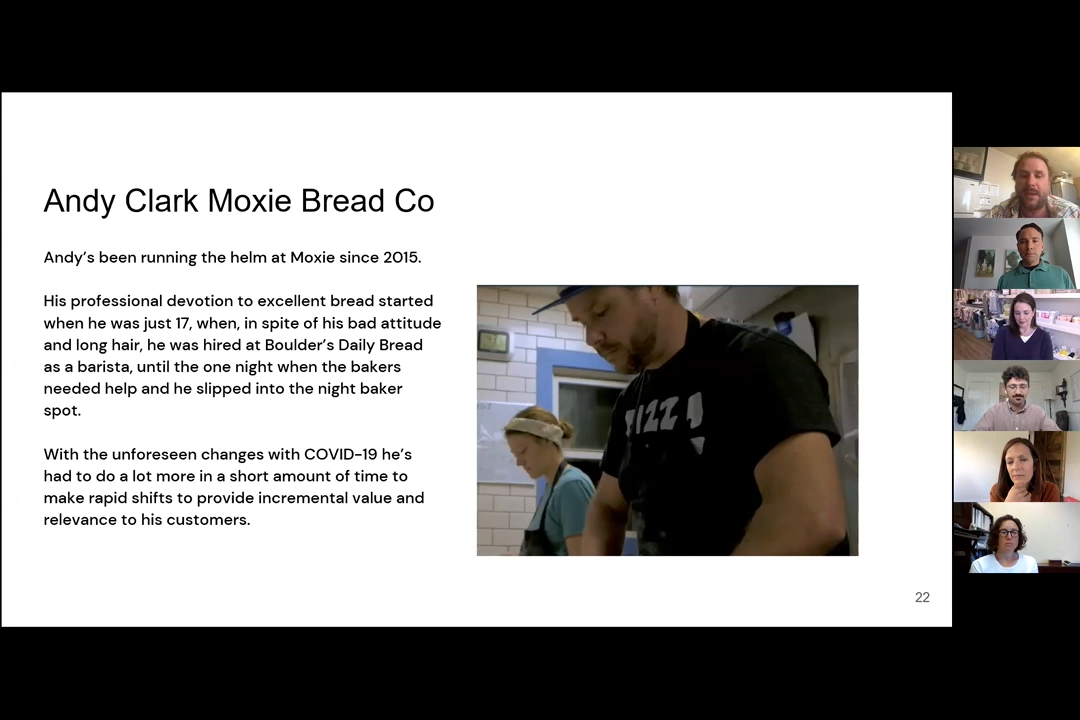 Andy Clark Moxie Bread Co
Andy’s been running the helm at Moxie since 2015.
His professional devotion to excellent bread started
when he was just 17, when, in spite of his bad attitude
and long hair, he was hired at Boulder’s Daily Bread
as a barista, until the one night when the bakers
needed help and he slipped into the night baker
spot.
With the unforeseen changes with COVID-19 he’s
had to do a lot more in a short amount of time to
make rapid shifts to provide incremental value and
relevance to his customers.
22